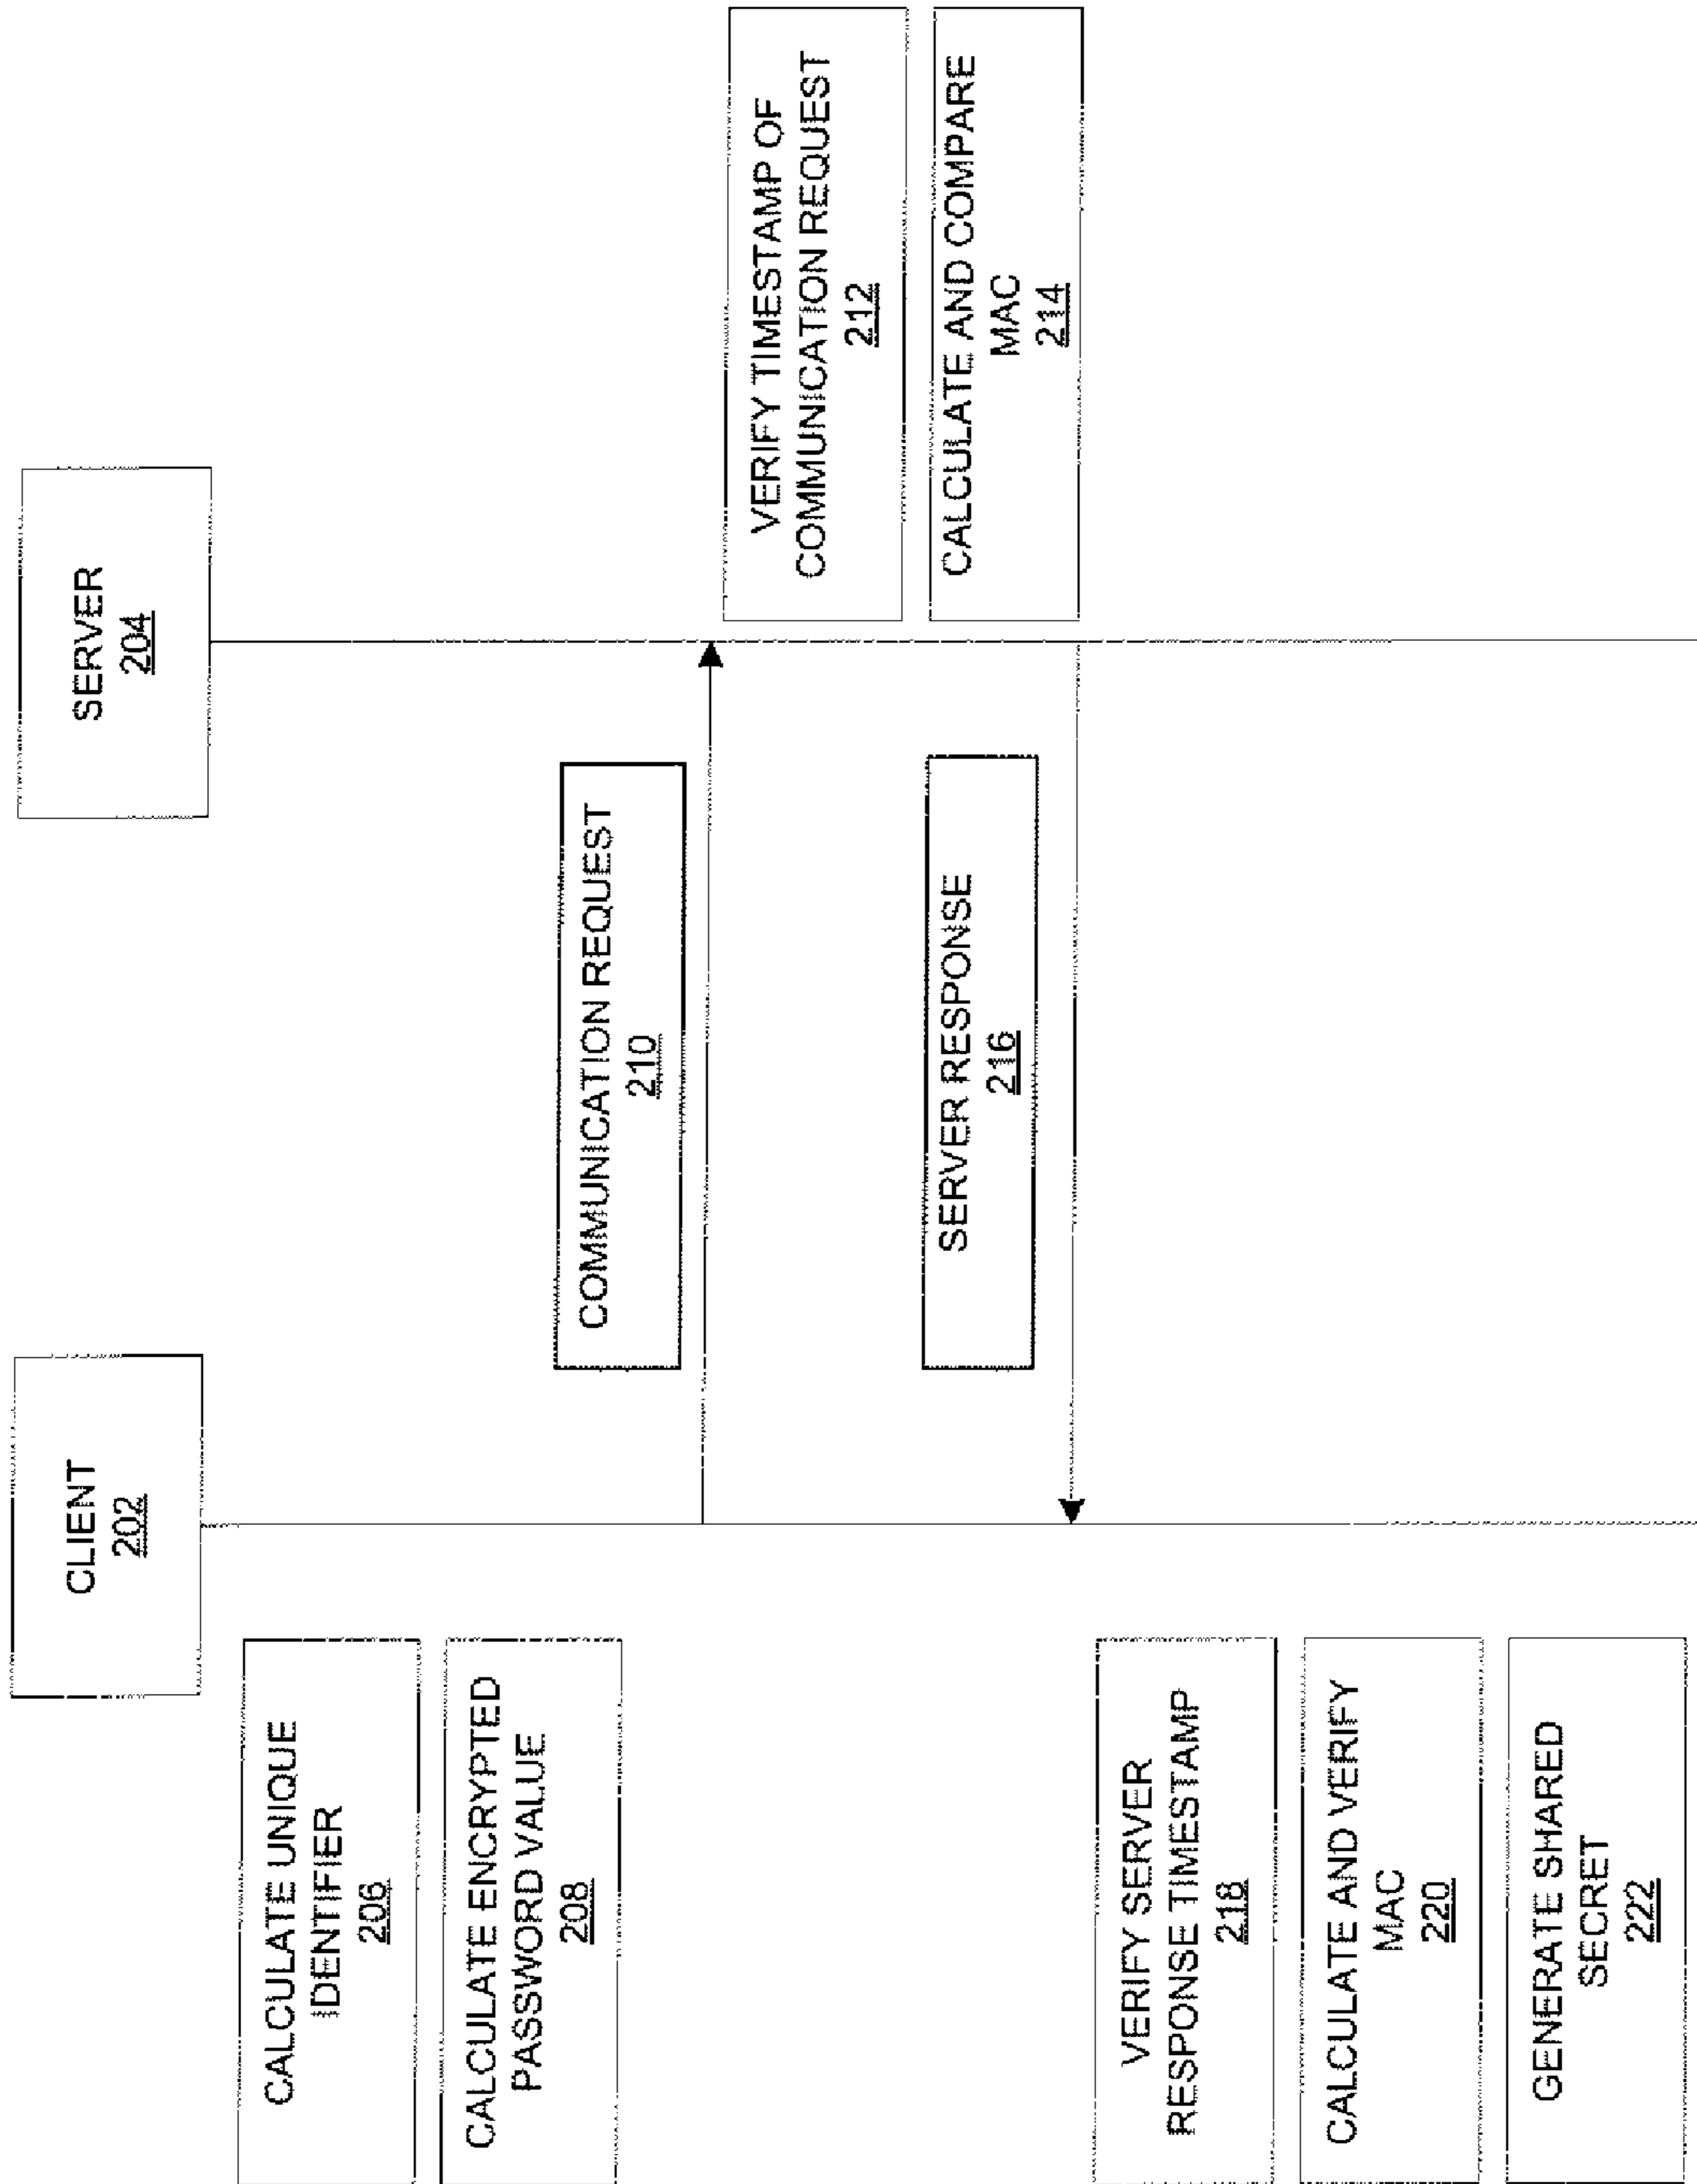 CLIENT
202
SERVER
204
CALCULATE UNIQUE
IDENTIFIER
206
CALCULATE ENCRYPTED
PASSWORD VALUE
208
COMMUNICATION REQUEST
210
VERIFY TIMESTAMP OF
COMMUNICATION REQUEST
212
CALCULATE AND COMPARE
MAC
214
SERVER RESPONSE
216
VERIFY SERVER
RESPONSE TIMESTAMP
218
CALCULATE AND VERIFY
MAC
220
GENERATE SHARED
SECRET
222